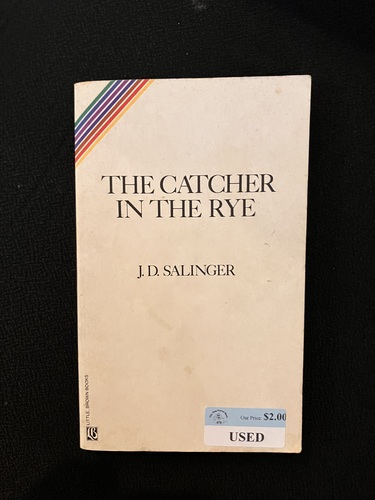 THE CATCHER
IN THE RYE
J.D. SALINGER
LITTLE, BROWN BOOKS
Our Price $2.00
USED